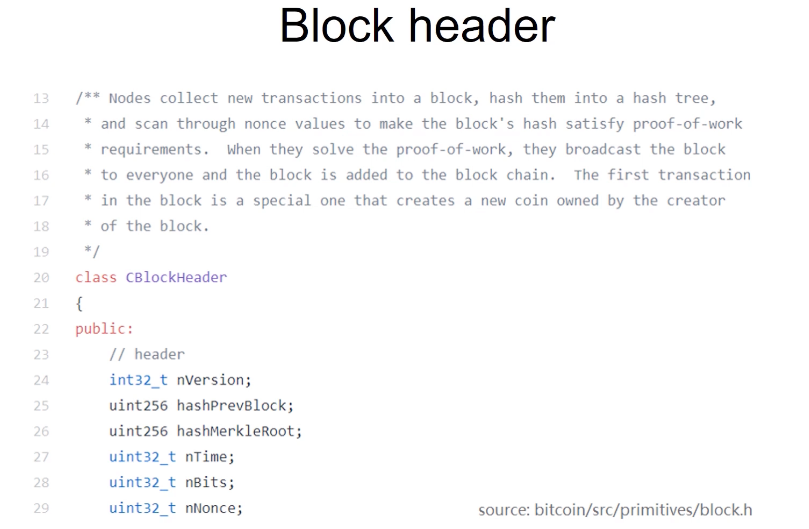 Block header
13 /** Nodes collect new transactions into a block, hash them into a hash tree,
14 * and scan through nonce values to make the block's hash satisfy proof-of-work
15 * requirements.  When they solve the proof-of-work, they broadcast the block
16 * to everyone and the block is added to the block chain.  The first transaction
17 * in the block is a special one that creates a new coin owned by the creator
18 * of the block.
19 */
20 class CBlockHeader
21 {
22 public:
23 // header
24 int32_t nVersion;
25 uint256 hashPrevBlock;
26 uint256 hashMerkleRoot;
27 uint32_t nTime;
28 uint32_t nBits;
29 uint32_t nNonce;
source: bitcoin/src/primitives/block.h